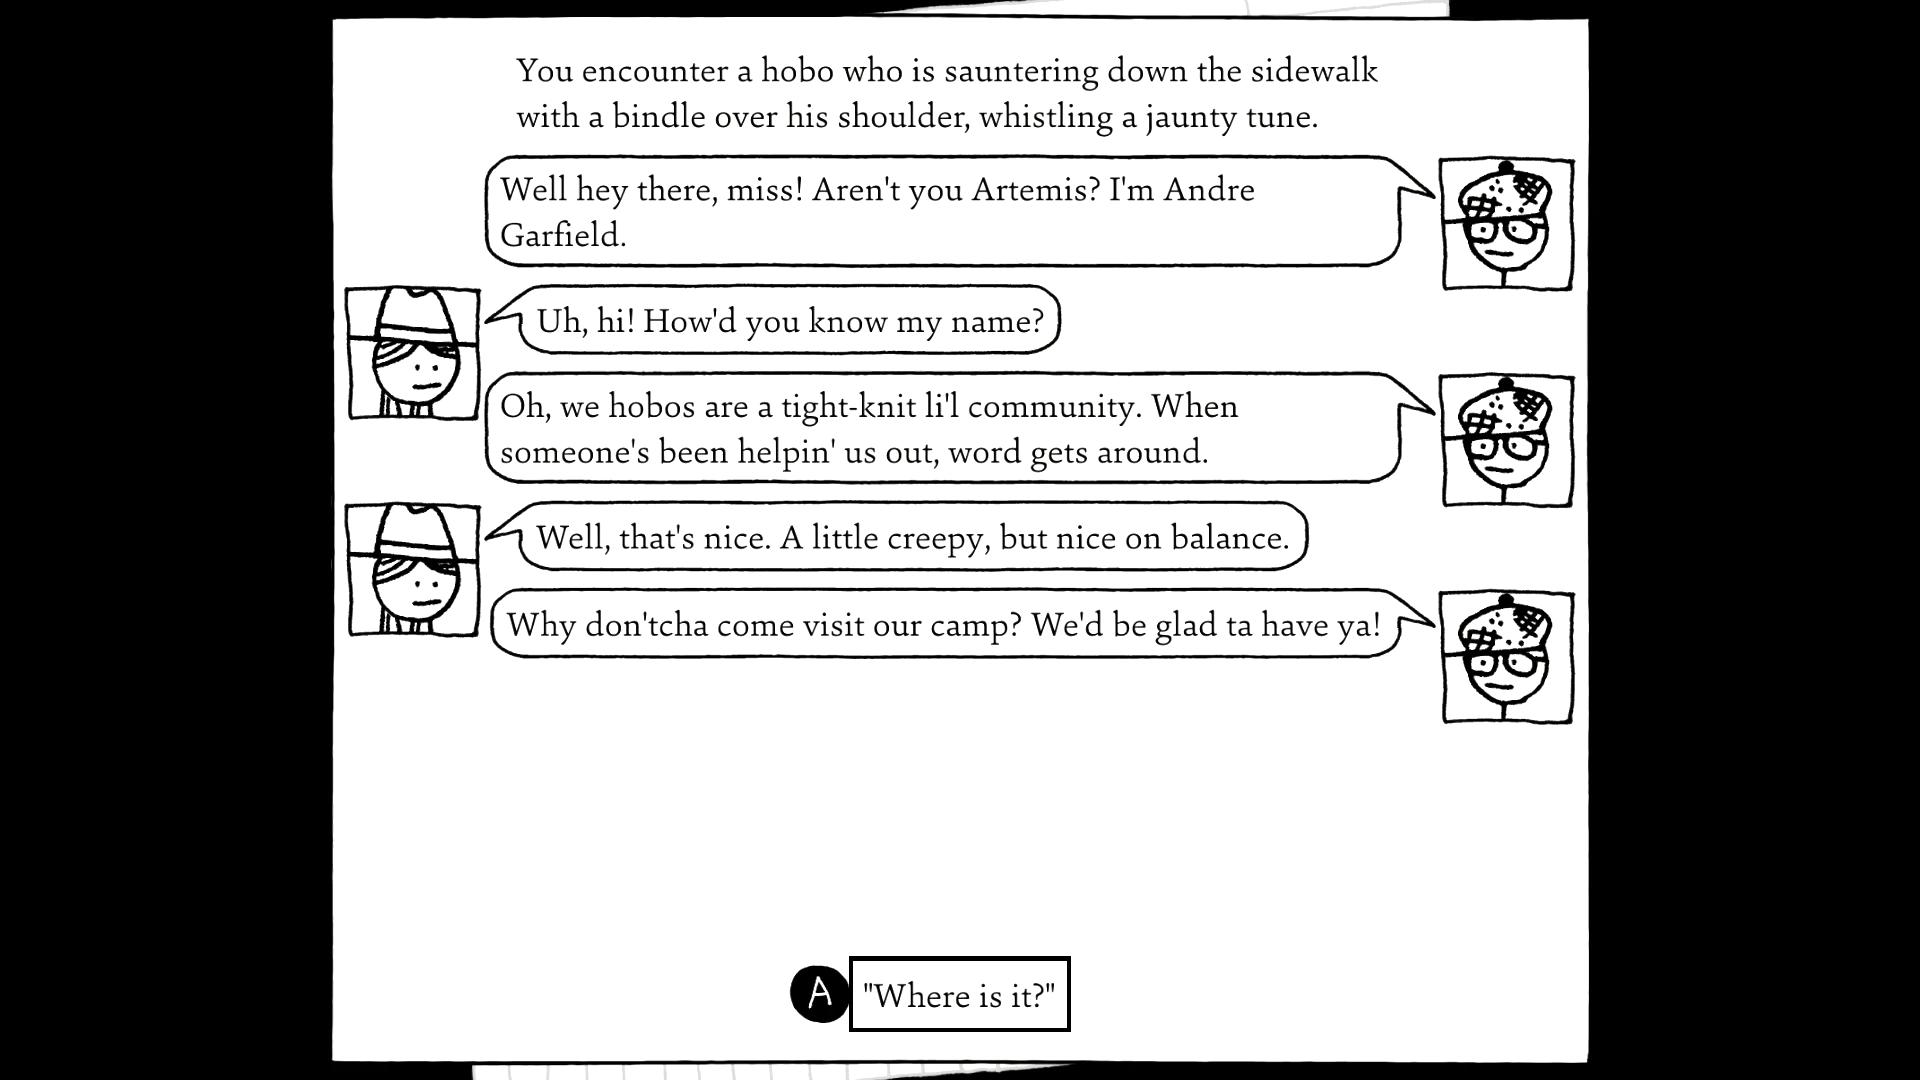 You encounter a hobo who is sauntering down the sidewalk
with a bindle over his shoulder, whistling a jaunty tune.
Well hey there, miss! Aren't you Artemis? I'm Andre
Garfield.
Uh, hi! How'd you know my name?
Oh, we hobos are a tight-knit li'l community. When
someone's been helpin' us out, word gets around.
Well, that's nice. A little creepy, but nice on balance.
Why don'tcha come visit our camp? We'd be glad ta have ya!
A "Where is it?"